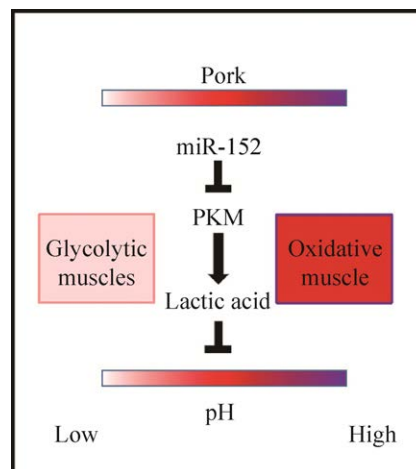 Pork
miR-152
PKM
Glycolytic
muscles
Oxidative
muscle
Lactic acid
pH
Low
High